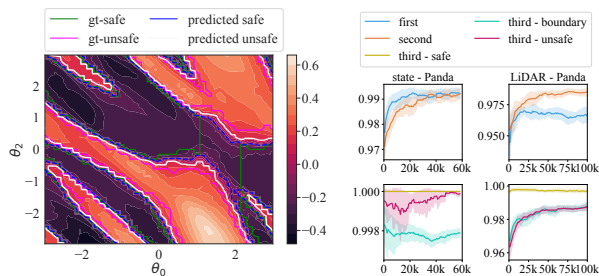 gt-safe
gt-unsafe
predicted safe
predicted unsafe
3
2
1
0
−1
−2
θ₂
−2
0
2
θ₀
0.6
0.4
0.2
0.0
−0.2
−0.4
first
second
third - safe
third - boundary
third - unsafe
state - Panda
0.99
0.98
0.97
0
20k
40k
60k
LiDAR - Panda
0.975
0.950
0
25k
50k
75k
100k
1.000
0.998
0
20k
40k
60k
1.00
0.98
0.96
0
25k
50k
75k
100k